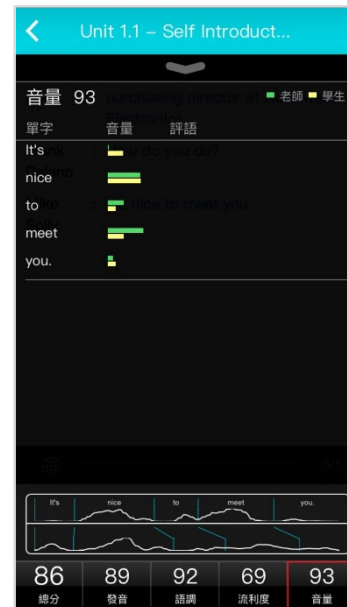 Unit 1.1 – Self Introduct...
音量 93 老師 學生
單字 音量 評語
It's
nice
to
meet
you.
It's nice to meet you.
86 89 92 69 93
總分 發音 語調 流利度 音量